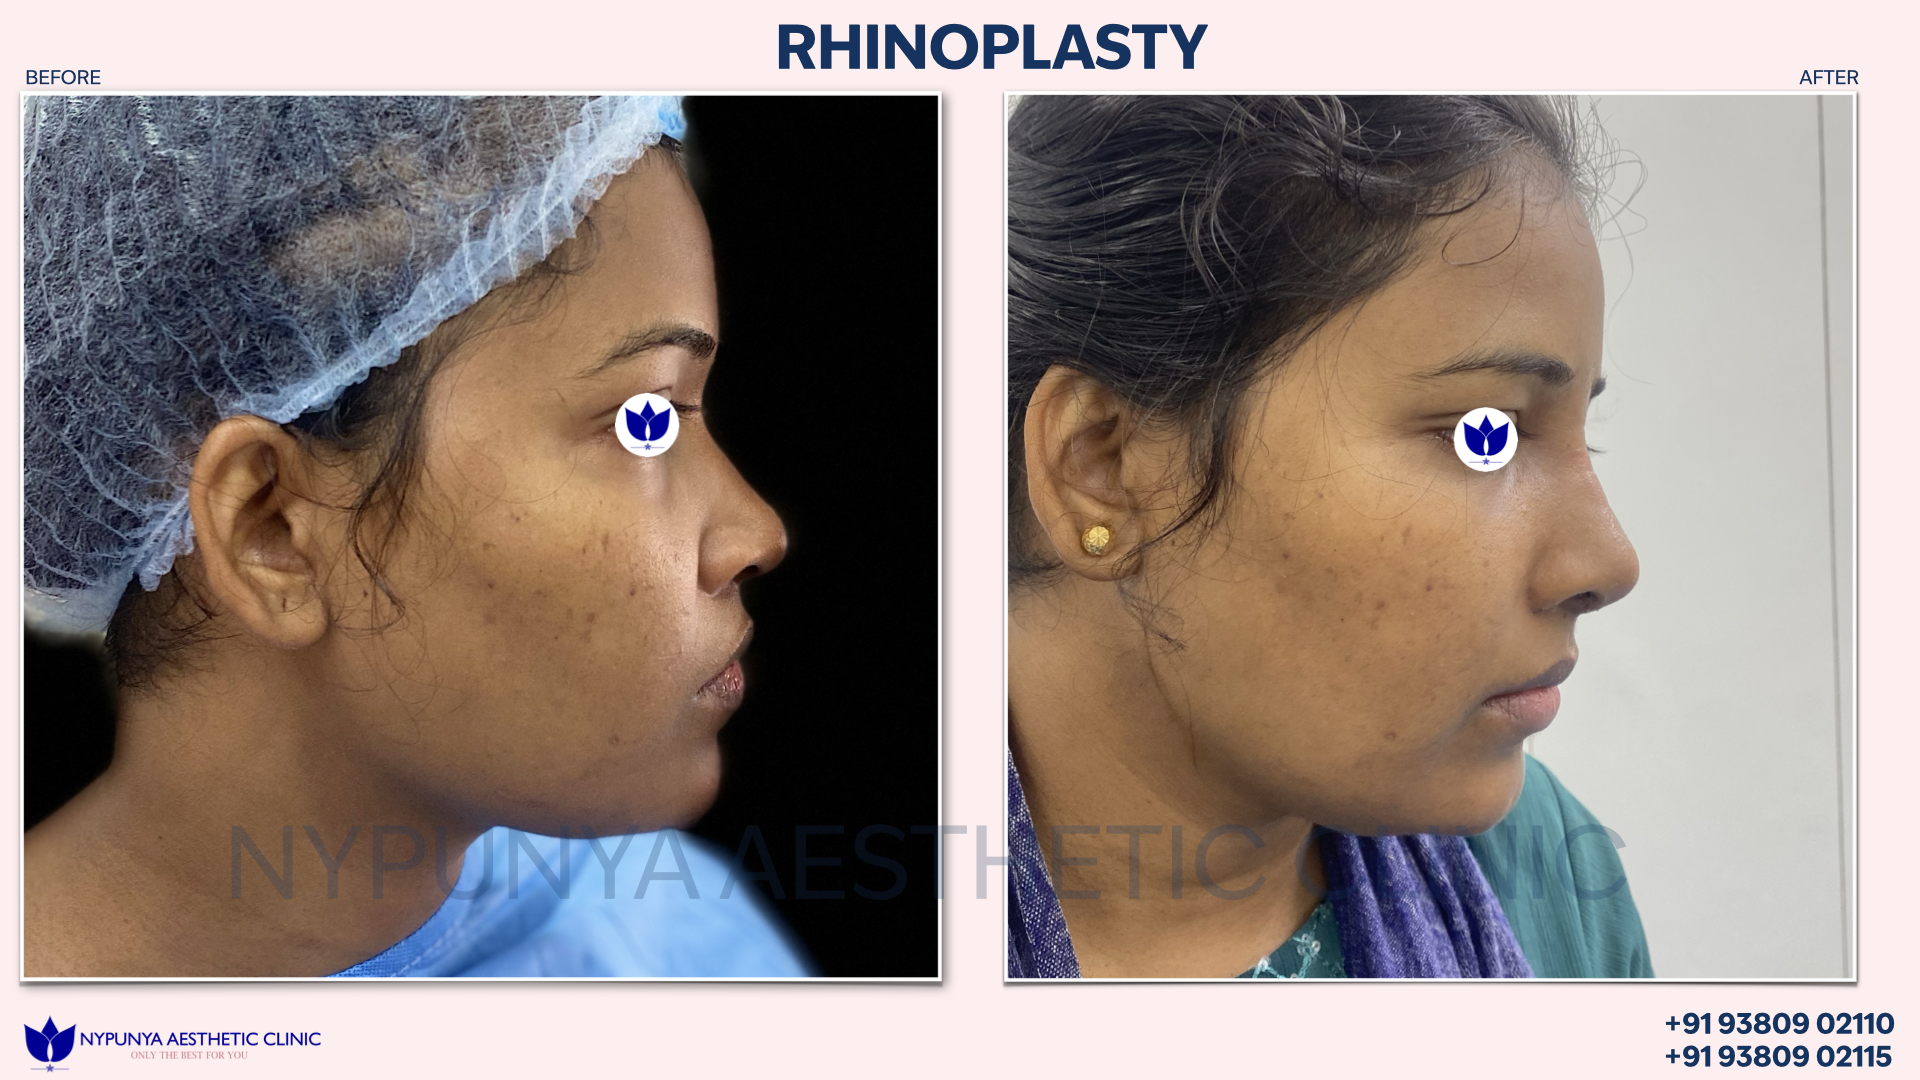 RHINOPLASTY
BEFORE
AFTER
NYPUNYA AESTHETIC CLINIC
NYPUNYA AESTHETIC CLINIC
ONLY THE BEST FOR YOU
+91 93809 02110
+91 93809 02115